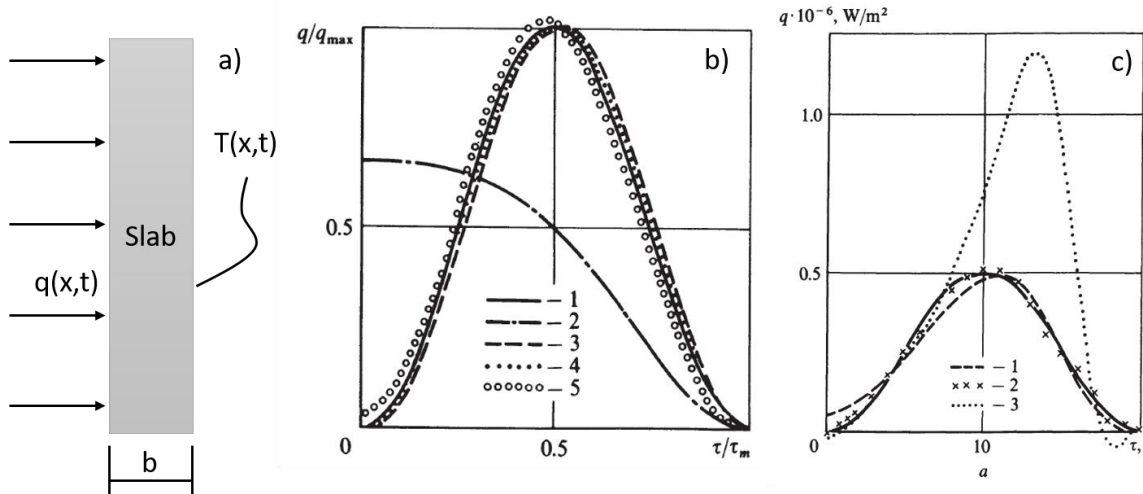 a)
T(x,t)
Slab
q(x,t)
b
q/q_max
b)
0.5
— 1
— 2
— 3
— 4
— 5
0
0.5
τ/τ_m
q·10⁻⁶, W/m²
c)
1.0
0.5
— 1
— 2
— 3
0
10
τ,
a